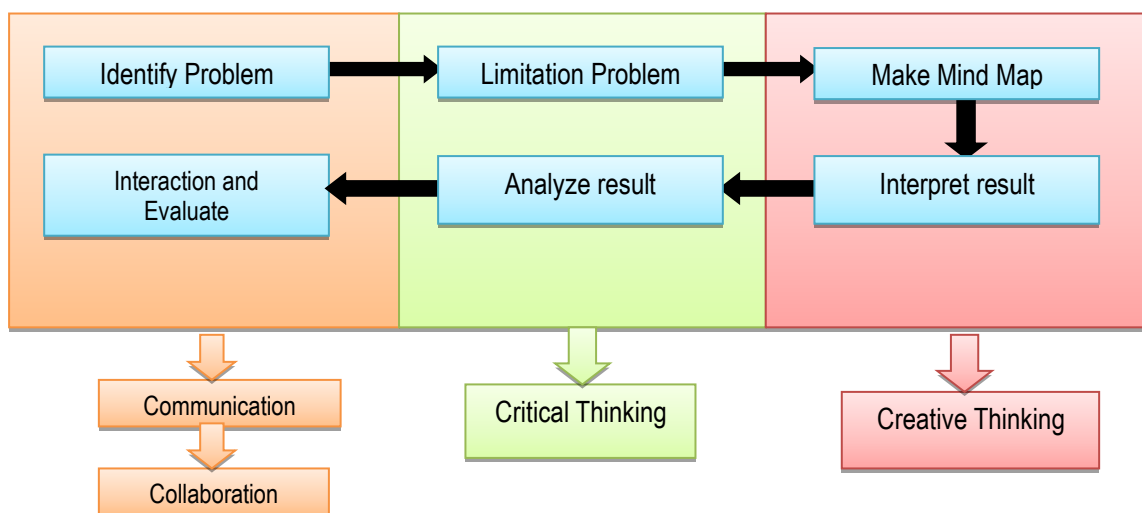 Identify Problem
Limitation Problem
Make Mind Map
Interaction and
Evaluate
Analyze result
Interpret result
Communication
Critical Thinking
Creative Thinking
Collaboration